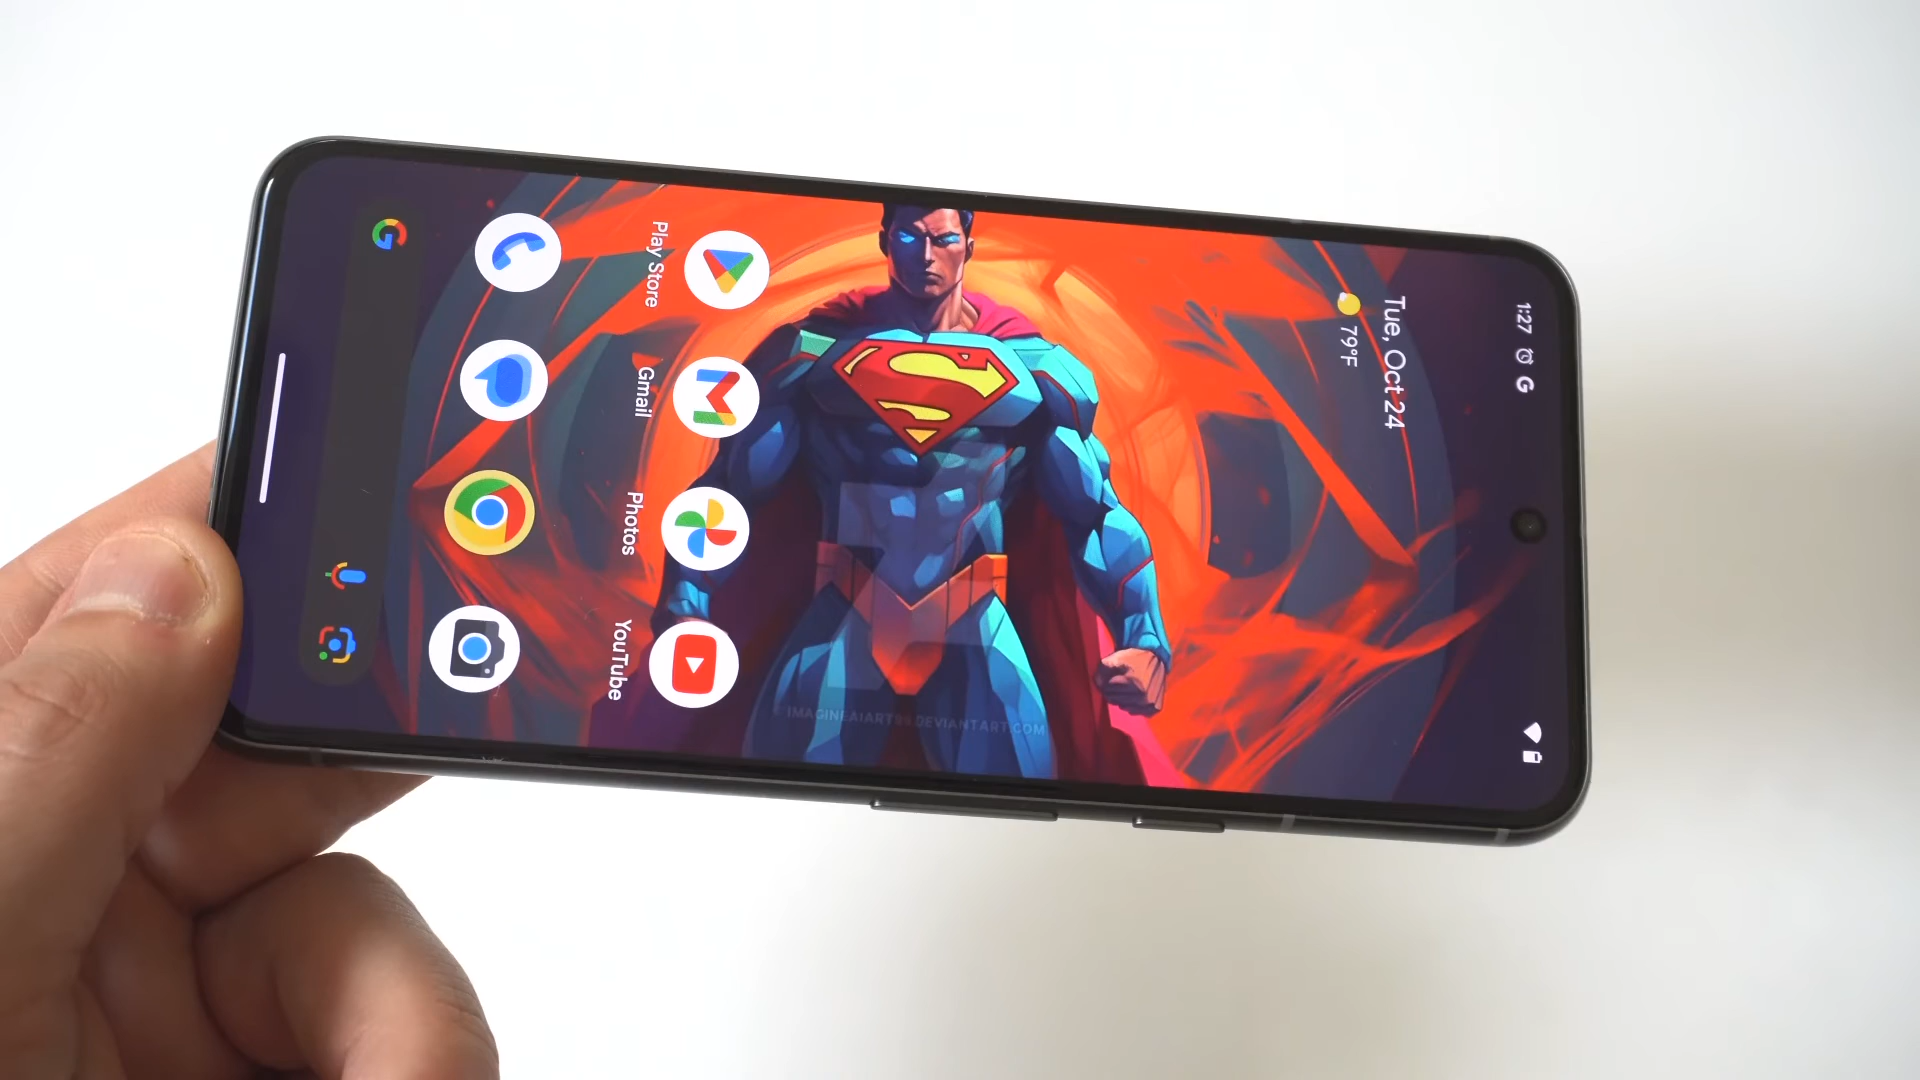 1:27
Tue, Oct 24
79°F
Play Store
Gmail
Photos
YouTube
IMAGINEAIART99.DEVIANTART.COM